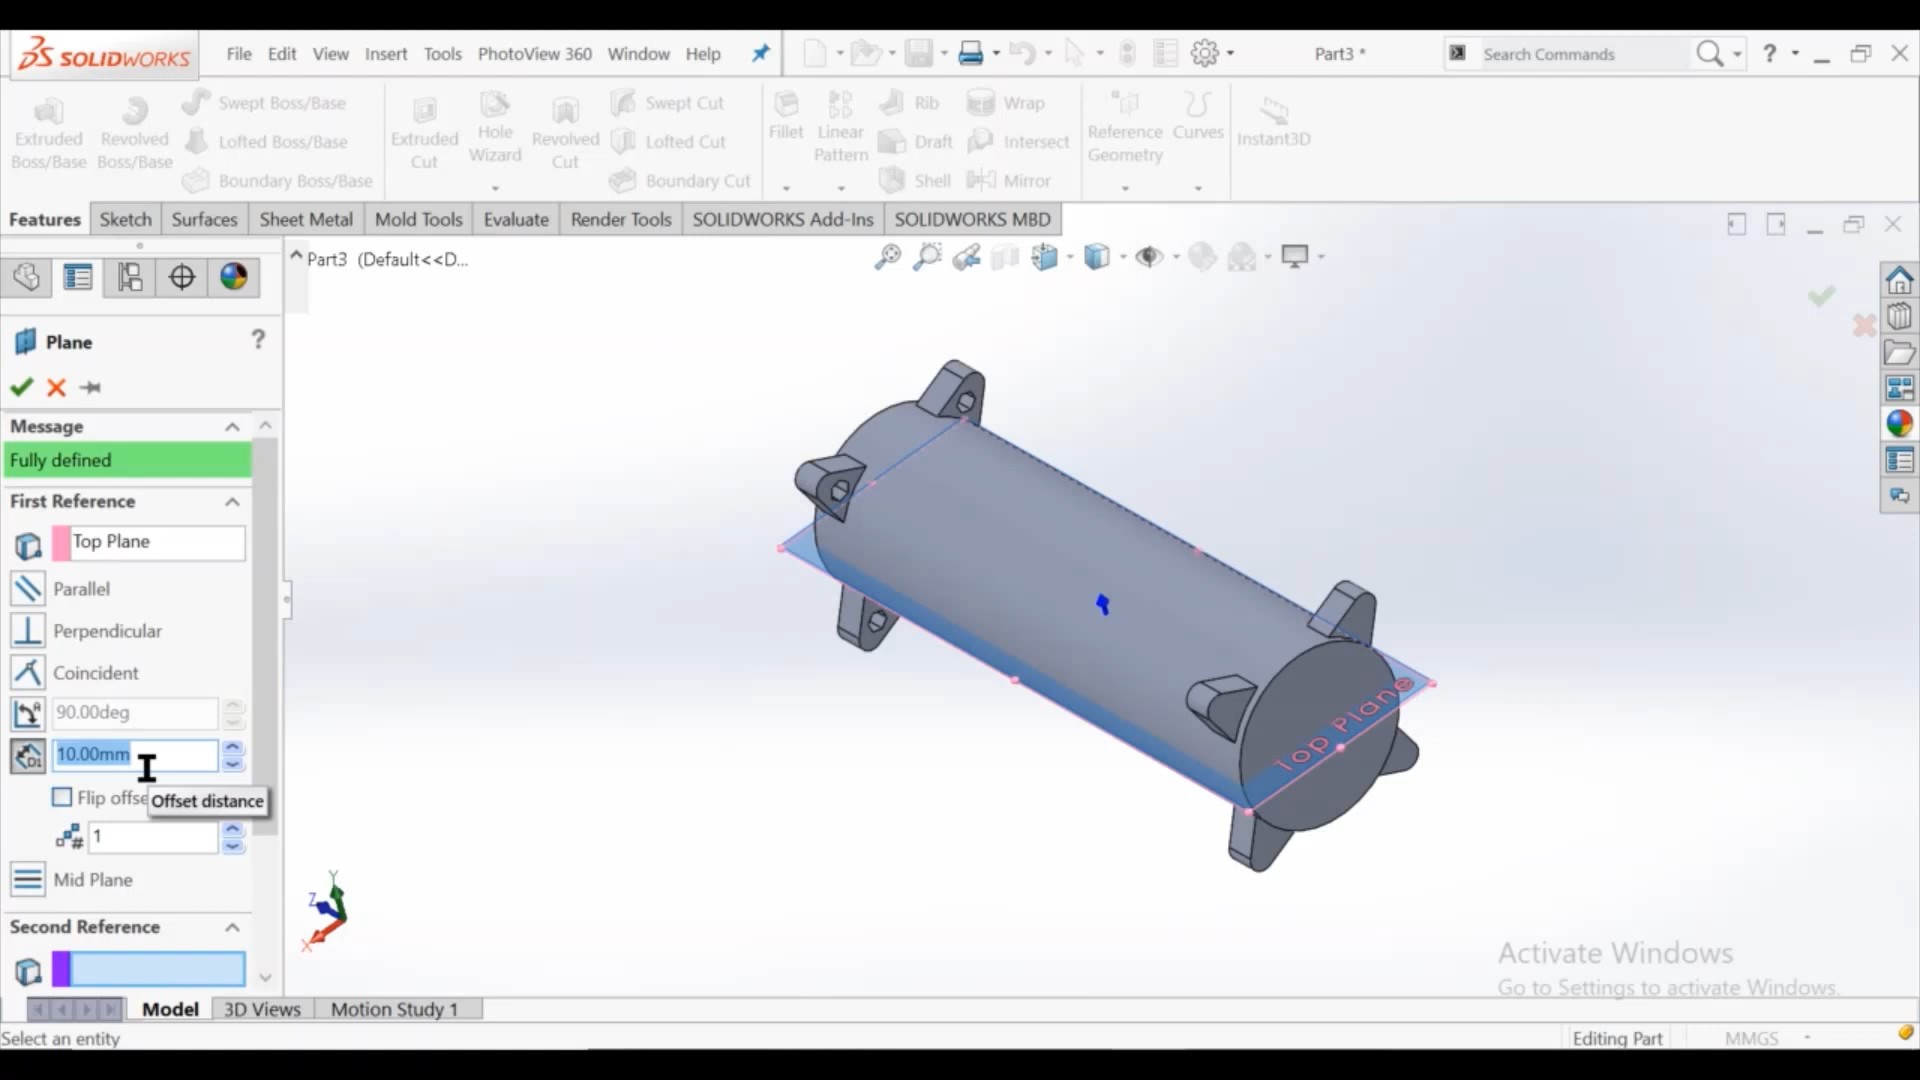 SOLIDWORKS File Edit View Insert Tools PhotoView 360 Window Help Part3 * Search Commands ?
Extruded Boss/Base
Revolved Boss/Base
Swept Boss/Base
Lofted Boss/Base
Boundary Boss/Base
Extruded Cut
Hole Wizard
Revolved Cut
Swept Cut
Lofted Cut
Boundary Cut
Fillet
Linear Pattern
Rib
Draft
Shell
Wrap
Intersect
Mirror
Reference Geometry
Curves
Instant3D
Features Sketch Surfaces Sheet Metal Mold Tools Evaluate Render Tools SOLIDWORKS Add-Ins SOLIDWORKS MBD
Part3 (Default<<D...
Plane ?
Message
Fully defined
First Reference
Top Plane
Parallel
Perpendicular
Coincident
90.00deg
10.00mm
Flip offse
Offset distance
1
Mid Plane
Second Reference
Top Plane
Y
Z
X
Activate Windows
Go to Settings to activate Windows.
Model 3D Views Motion Study 1
Select an entity Editing Part MMGS -